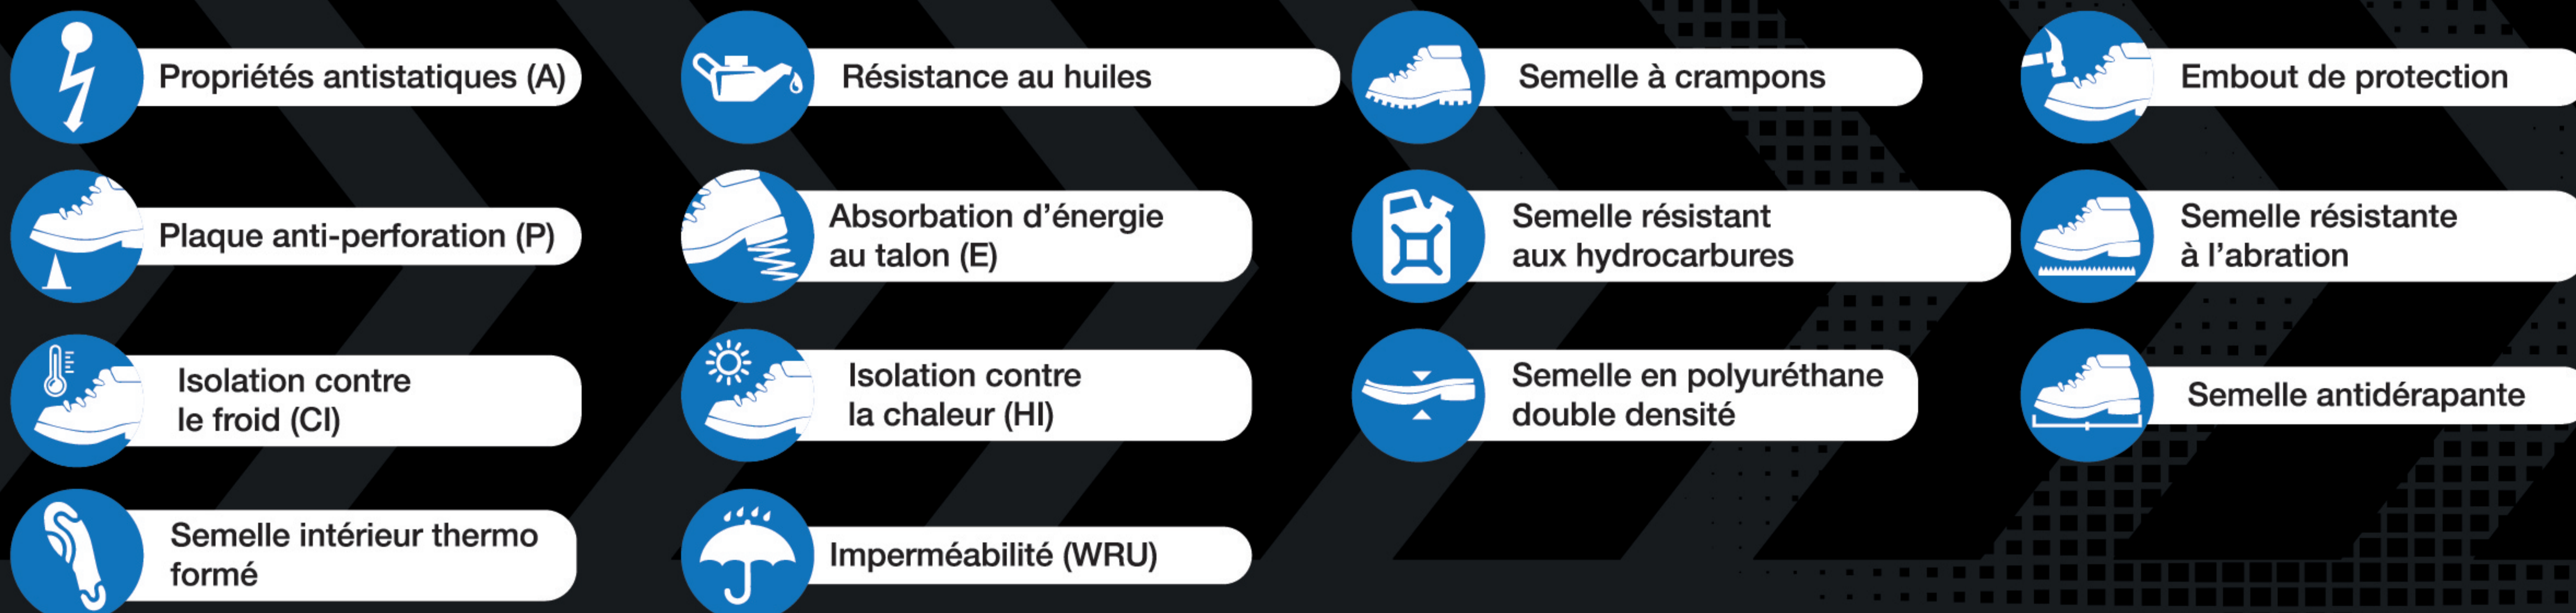 Propriétés antistatiques (A)
Résistance au huiles
Semelle à crampons
Embout de protection
Plaque anti-perforation (P)
Absorbation d'énergie
au talon (E)
Semelle résistant
aux hydrocarbures
Semelle résistante
à l'abration
Isolation contre
le froid (CI)
Isolation contre
la chaleur (HI)
Semelle en polyuréthane
double densité
Semelle antidérapante
Semelle intérieur thermo
formé
Imperméabilité (WRU)